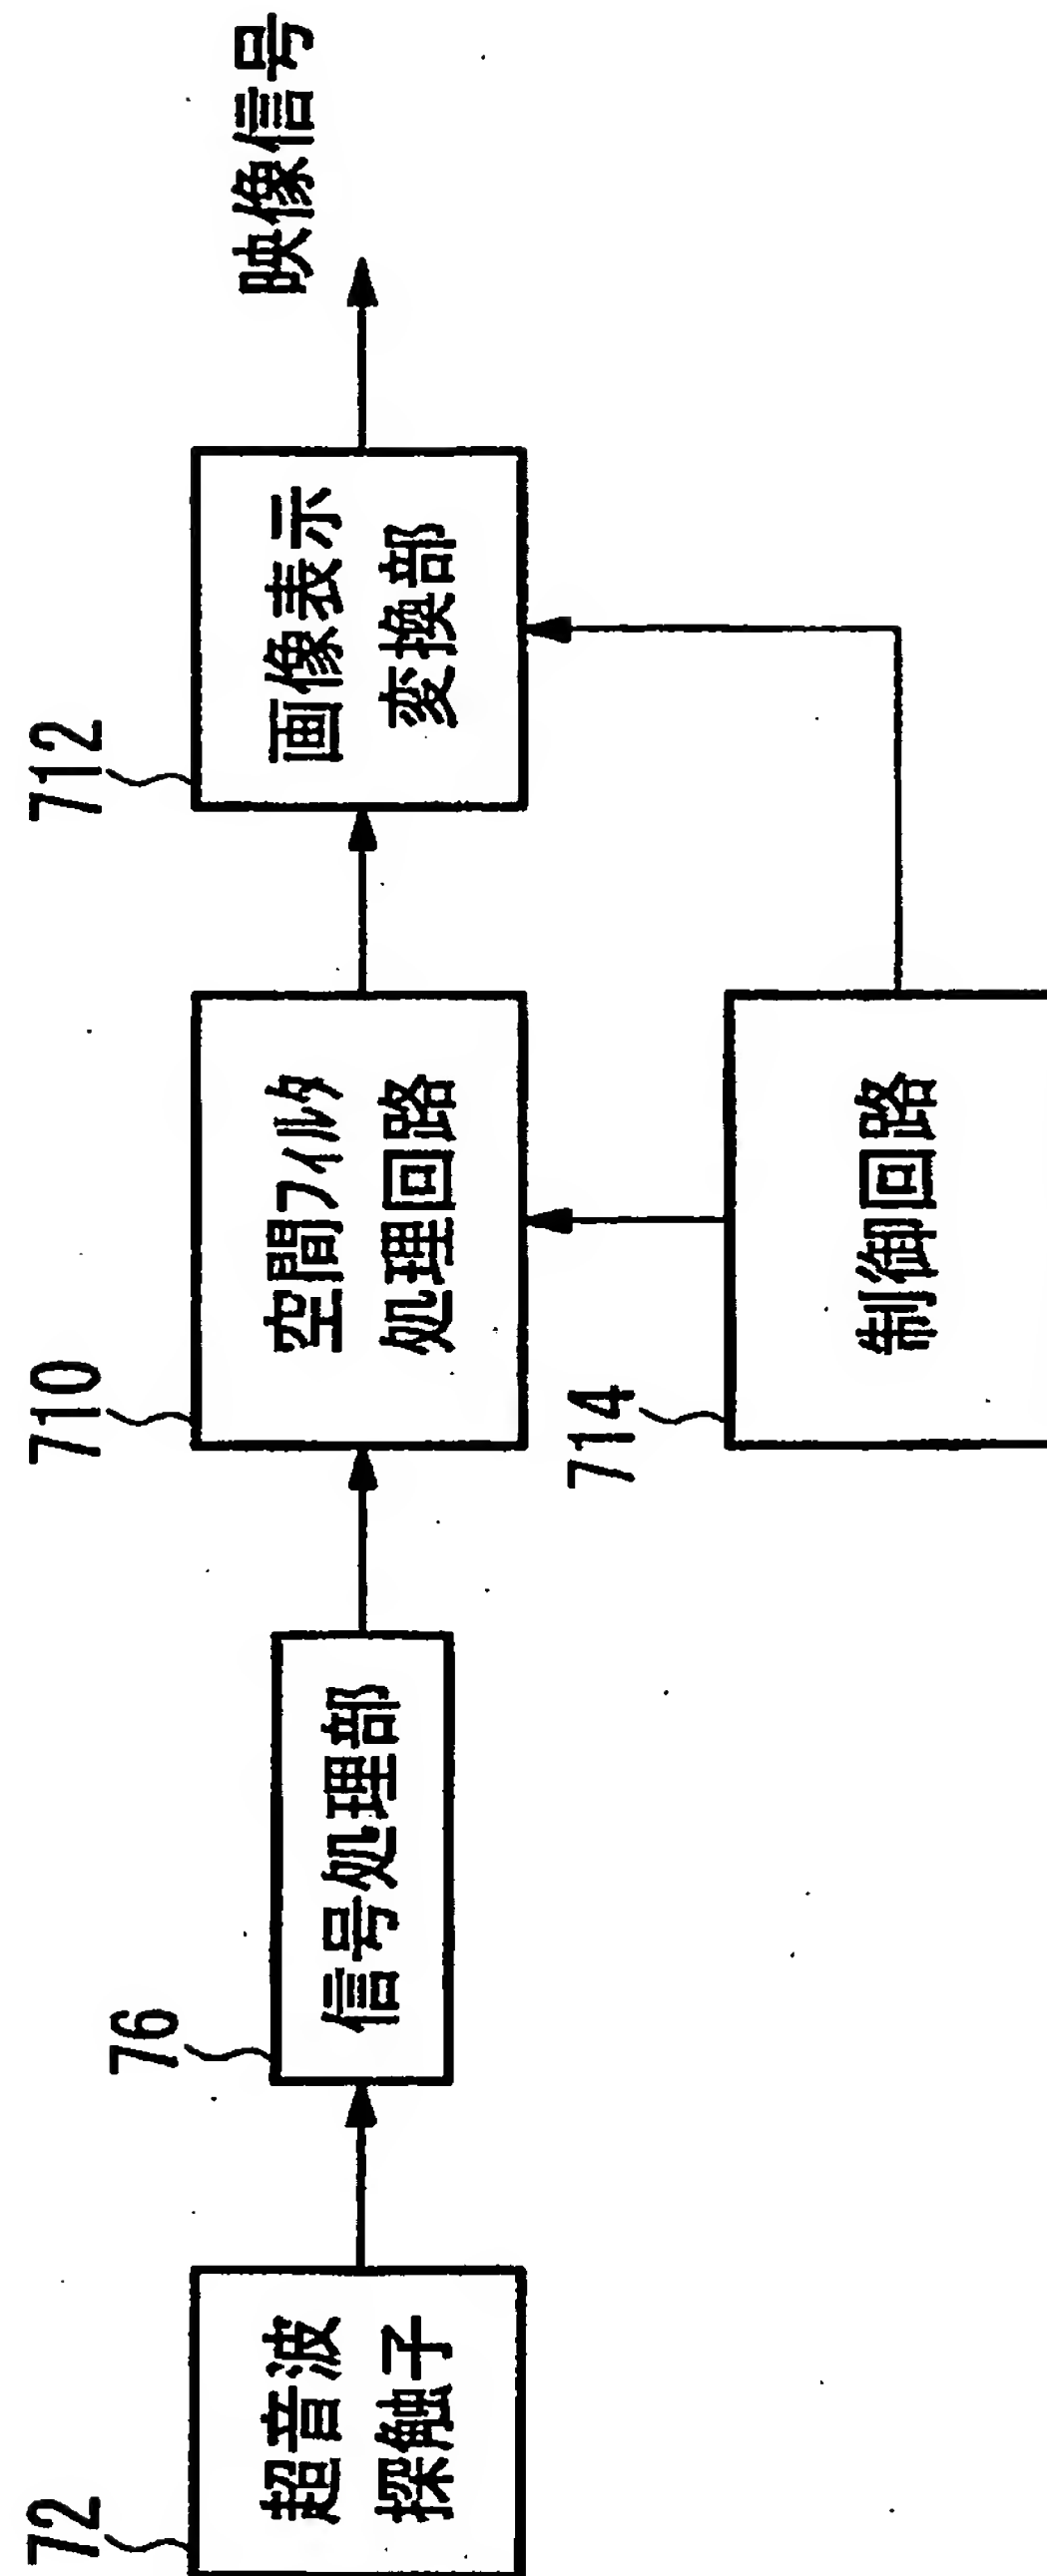 72
超音波
探触子
76
信号処理部
710
空間フィルタ
処理回路
712
画像表示
変換部
映像信号
714
制御回路